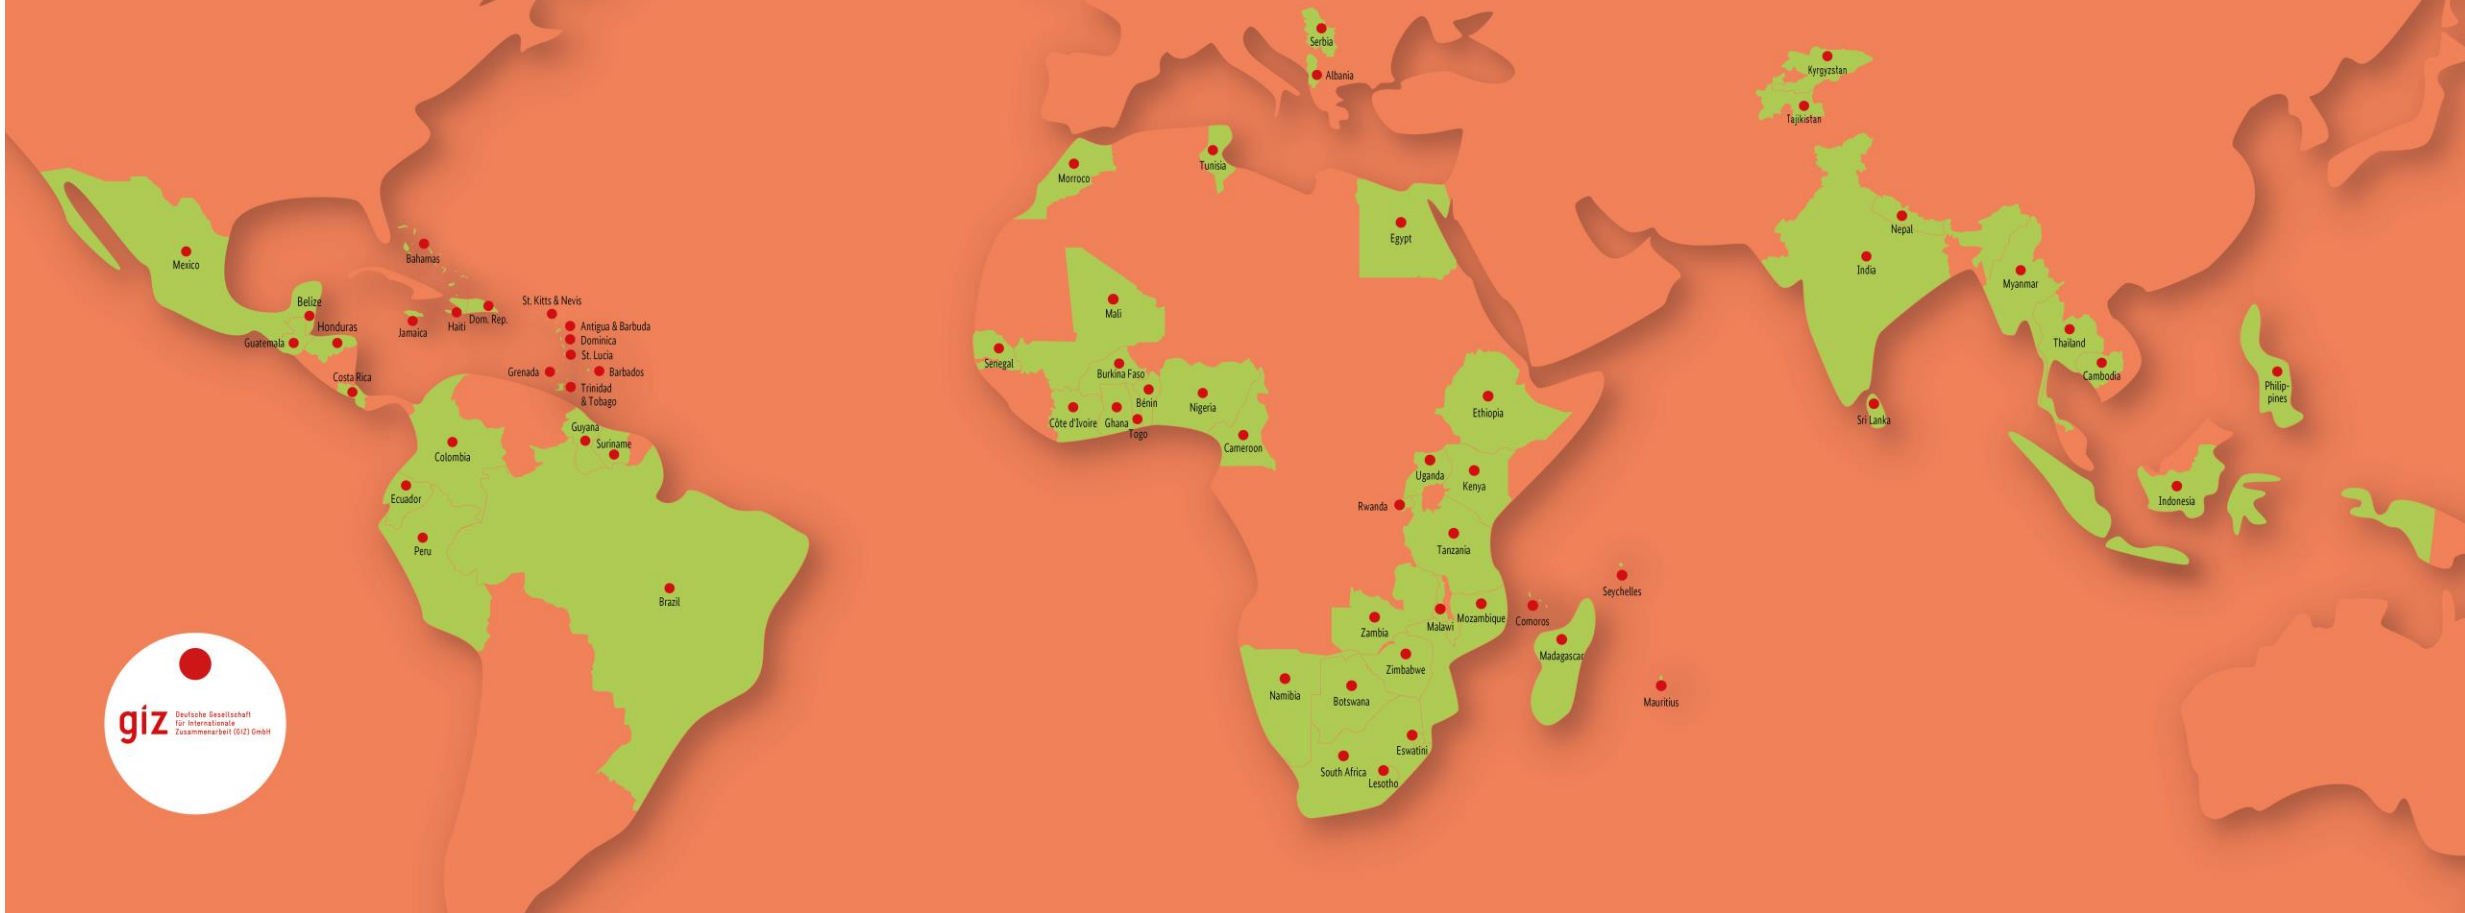 Serbia
Albania
Kyrgyzstan
Tajikistan
Morroco
Tunisia
Egypt
Nepal
India
Myanmar
Thailand
Cambodia
Philip-
pines
Sri Lanka
Indonesia
Mexico
Bahamas
Belize
Honduras
Guatemala
Costa Rica
Jamaica
Haiti
Dom. Rep.
St. Kitts & Nevis
Antigua & Barbuda
Dominica
St. Lucia
Grenada
Barbados
Trinidad
& Tobago
Guyana
Suriname
Colombia
Ecuador
Peru
Brazil
Mali
Senegal
Burkina Faso
Bénin
Nigeria
Côte d'Ivoire
Ghana
Togo
Cameroon
Ethiopia
Uganda
Kenya
Rwanda
Tanzania
Seychelles
Comoros
Zambia
Malawi
Mozambique
Madagascar
Zimbabwe
Namibia
Botswana
Mauritius
Eswatini
South Africa
Lesotho
giz
Deutsche Gesellschaft
für Internationale
Zusammenarbeit (GIZ) GmbH